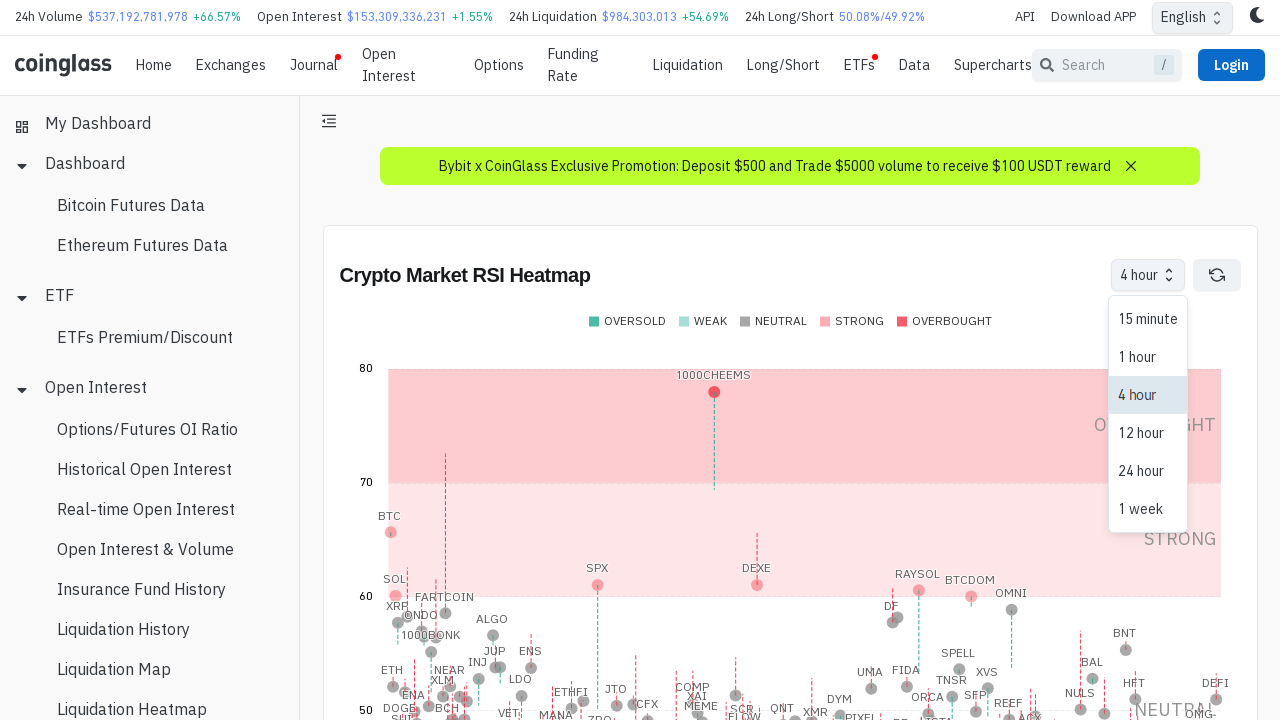 24h Volume $537,192,781,978 +66.57% Open Interest $153,309,336,231 +1.55% 24h Liquidation $984,303,013 +54.69% 24h Long/Short 50.08%/49.92% API Download APP English
coinglass Home Exchanges Journal Open Interest Options Funding Rate Liquidation Long/Short ETFs Data Supercharts Search / Login
My Dashboard
Dashboard
Bitcoin Futures Data
Ethereum Futures Data
ETF
ETFs Premium/Discount
Open Interest
Options/Futures OI Ratio
Historical Open Interest
Real-time Open Interest
Open Interest & Volume
Insurance Fund History
Liquidation History
Liquidation Map
Liquidation Heatmap
Bybit x CoinGlass Exclusive Promotion: Deposit $500 and Trade $5000 volume to receive $100 USDT reward
Crypto Market RSI Heatmap 4 hour
15 minute
1 hour
4 hour
12 hour
24 hour
1 week
OVERSOLD WEAK NEUTRAL STRONG OVERBOUGHT
80
1000CHEEMS
70
BTC
STRONG
SOL SPX DEXE RAYSOL BTCDOM
60
FARTCOIN OMNI
XRP ONDO DF
ALGO
1000BONK BNT
JUP ENS SPELL
ETH NEAR INJ UMA FIDA XVS BAL
XLM LDO TNSR HFT DEFI
ENA ETHFI JTO COMP XAI DYM ORCA SFP NULS
DOGE BCH VET CFX MEME SCR QNT REEF
50 MANA XMR PIXEL NEUTRAL
FLOW ACX